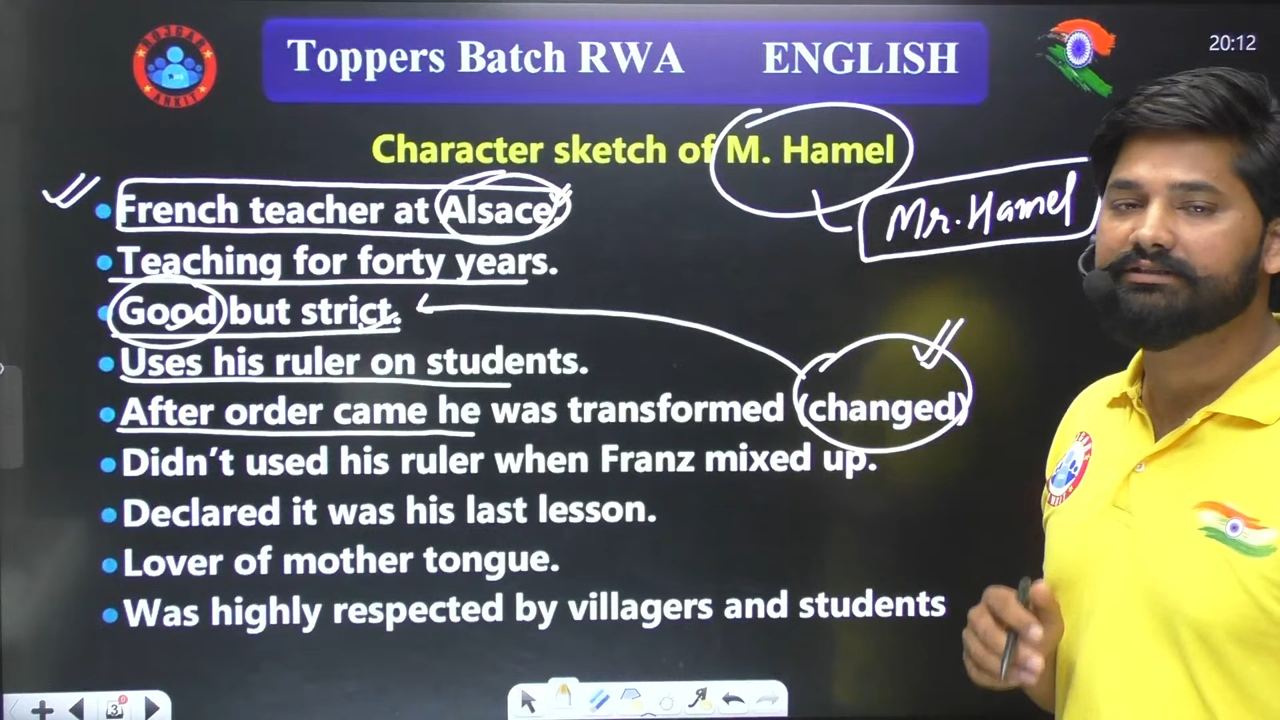 Toppers Batch RWA ENGLISH
20:12
ROJGAR
ANKIT
Character sketch of M. Hamel
Mr. Hamel
• French teacher at Alsace.
• Teaching for forty years.
• Good but strict.
• Uses his ruler on students.
• After order came he was transformed (changed)
• Didn’t used his ruler when Franz mixed up.
• Declared it was his last lesson.
• Lover of mother tongue.
• Was highly respected by villagers and students